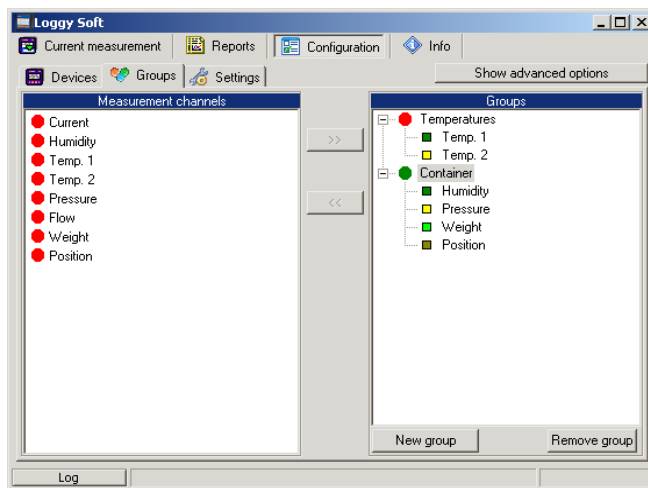 Loggy Soft
Current measurement Reports Configuration Info
Devices Groups Settings Show advanced options
Measurement channels
Current
Humidity
Temp. 1
Temp. 2
Pressure
Flow
Weight
Position
>>
<<
Groups
Temperatures
Temp. 1
Temp. 2
Container
Humidity
Pressure
Weight
Position
New group Remove group
Log